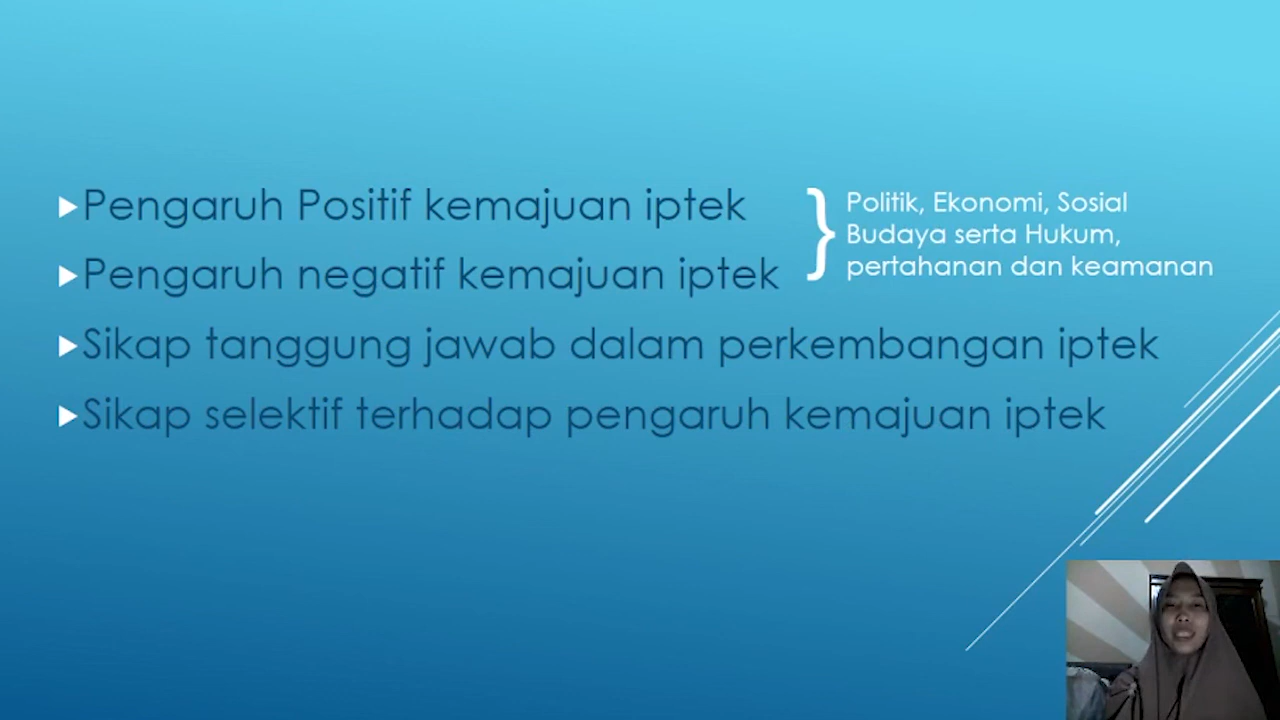 Pengaruh Positif kemajuan iptek
Pengaruh negatif kemajuan iptek
Politik, Ekonomi, Sosial
Budaya serta Hukum,
pertahanan dan keamanan
Sikap tanggung jawab dalam perkembangan iptek
Sikap selektif terhadap pengaruh kemajuan iptek